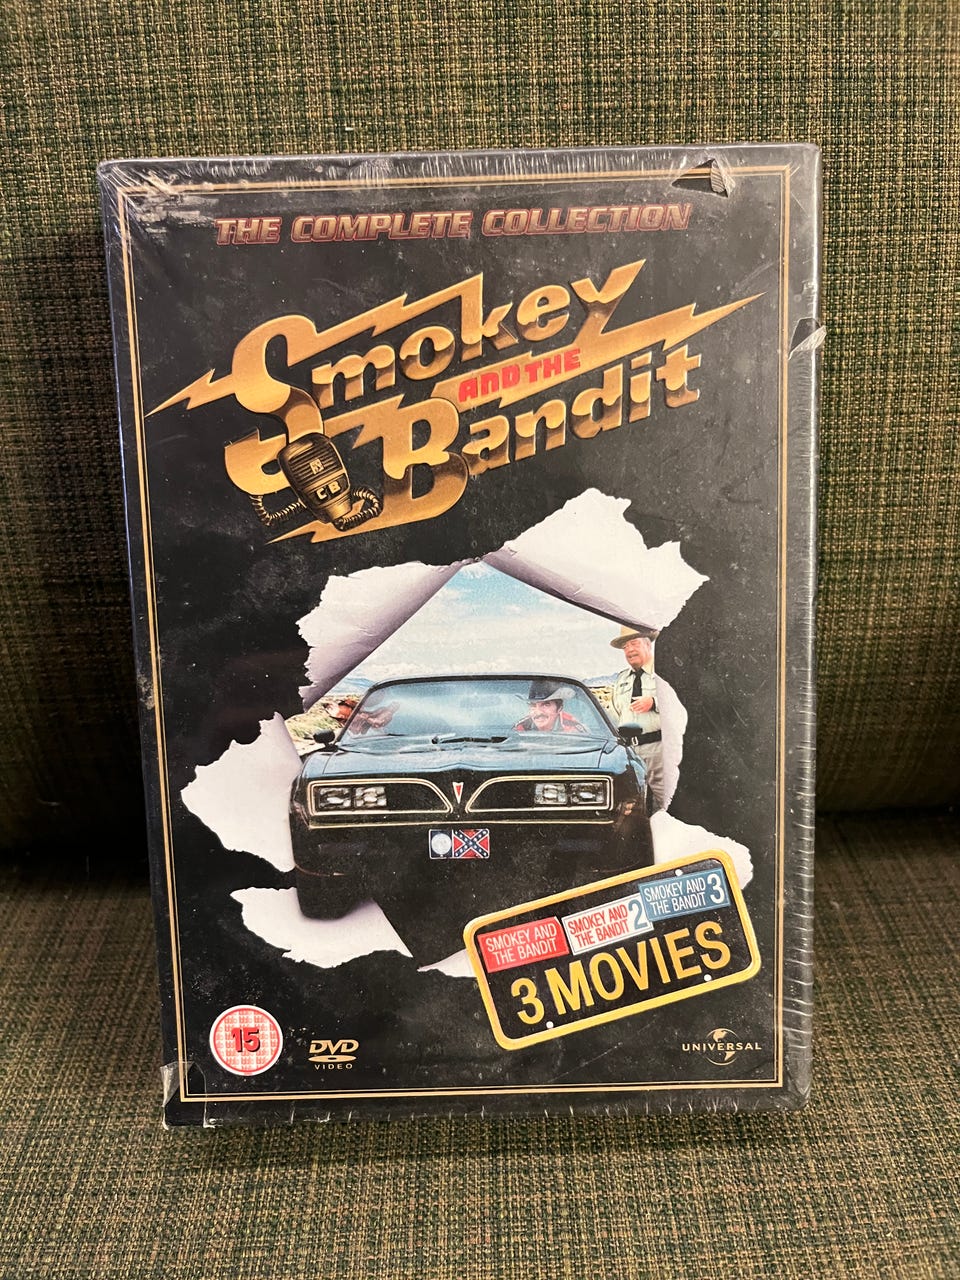 THE COMPLETE COLLECTION
Smokey
AND THE
Bandit
CB
SMOKEY AND
THE BANDIT
SMOKEY AND
THE BANDIT 2
SMOKEY AND
THE BANDIT 3
3 MOVIES
15
DVD
VIDEO
UNIVERSAL